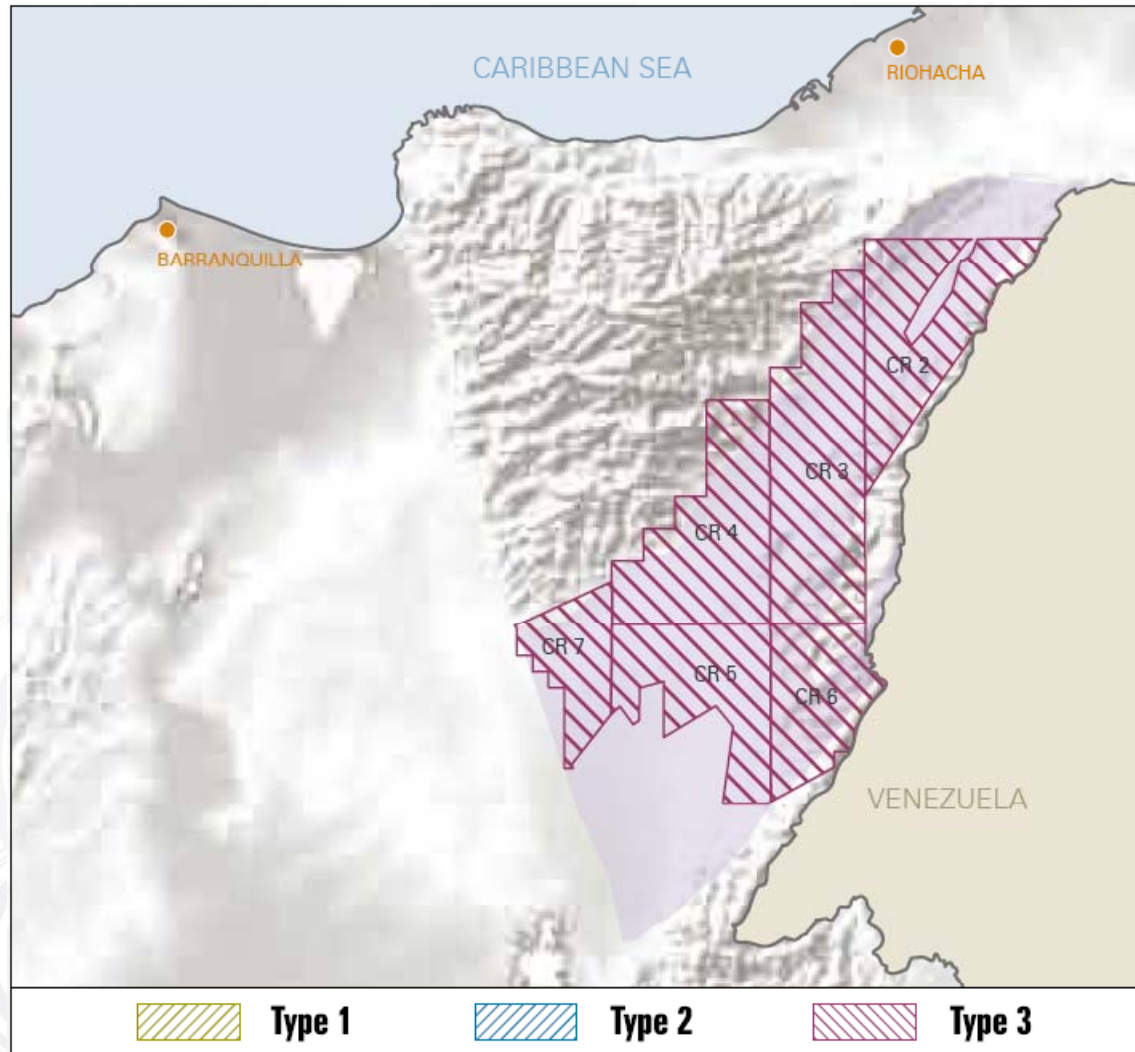 CARIBBEAN SEA
RIOHACHA
BARRANQUILLA
CR 2
CR 3
CR 4
CR 7
CR 5
CR 6
VENEZUELA
Type 1
Type 2
Type 3